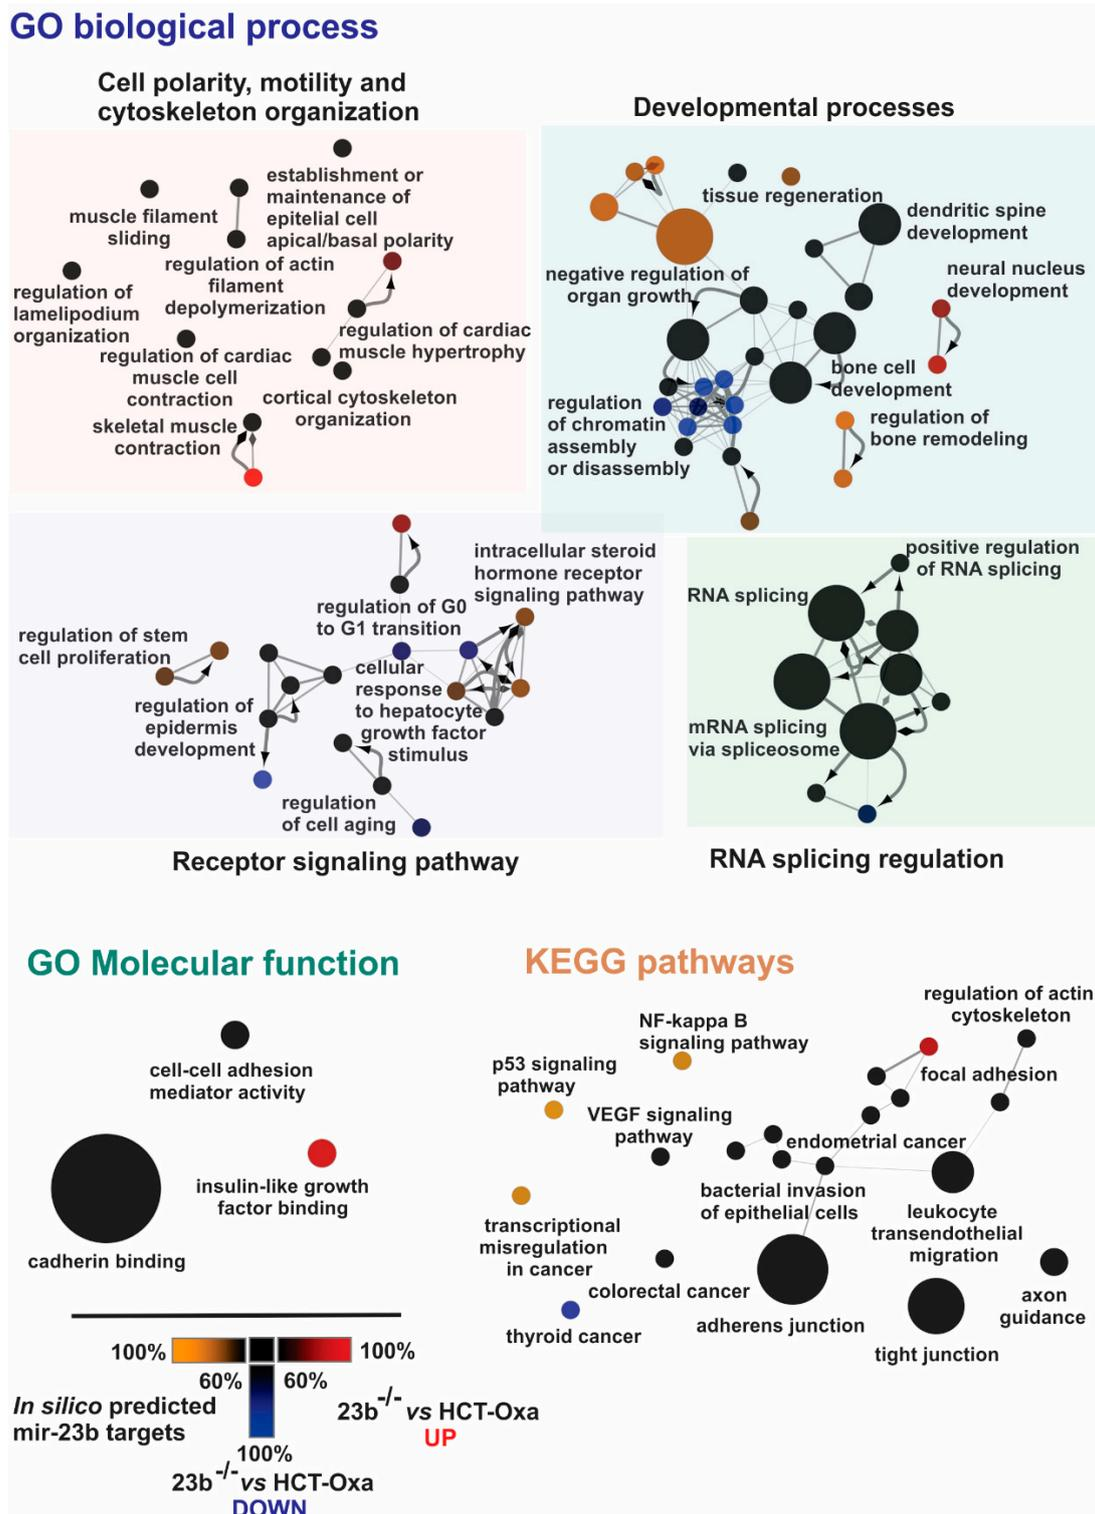 GO biological process
Cell polarity, motility and
cytoskeleton organization
establishment or
maintenance of
epitelial cell
apical/basal polarity
muscle filament
sliding
regulation of actin
filament
depolymerization
regulation of
lamelipodium
organization
regulation of cardiac
muscle hypertrophy
regulation of cardiac
muscle cell
contraction
cortical cytoskeleton
organization
skeletal muscle
contraction
Developmental processes
tissue regeneration
dendritic spine
development
negative regulation of
organ growth
neural nucleus
development
bone cell
development
regulation
of chromatin
assembly
or disassembly
regulation of
bone remodeling
intracellular steroid
hormone receptor
signaling pathway
regulation of G0
to G1 transition
regulation of stem
cell proliferation
cellular
response
to hepatocyte
growth factor
stimulus
regulation of
epidermis
development
regulation
of cell aging
Receptor signaling pathway
positive regulation
of RNA splicing
RNA splicing
mRNA splicing
via spliceosome
RNA splicing regulation
GO Molecular function
cell-cell adhesion
mediator activity
insulin-like growth
factor binding
cadherin binding
KEGG pathways
regulation of actin
cytoskeleton
NF-kappa B
signaling pathway
p53 signaling
pathway
focal adhesion
VEGF signaling
pathway
endometrial cancer
bacterial invasion
of epithelial cells
leukocyte
transendothelial
migration
transcriptional
misregulation
in cancer
colorectal cancer
axon
guidance
thyroid cancer
adherens junction
tight junction
100% 100%
60% 60%
In silico predicted
mir-23b targets
23b-/- vs HCT-Oxa
UP
100%
23b-/- vs HCT-Oxa
DOWN